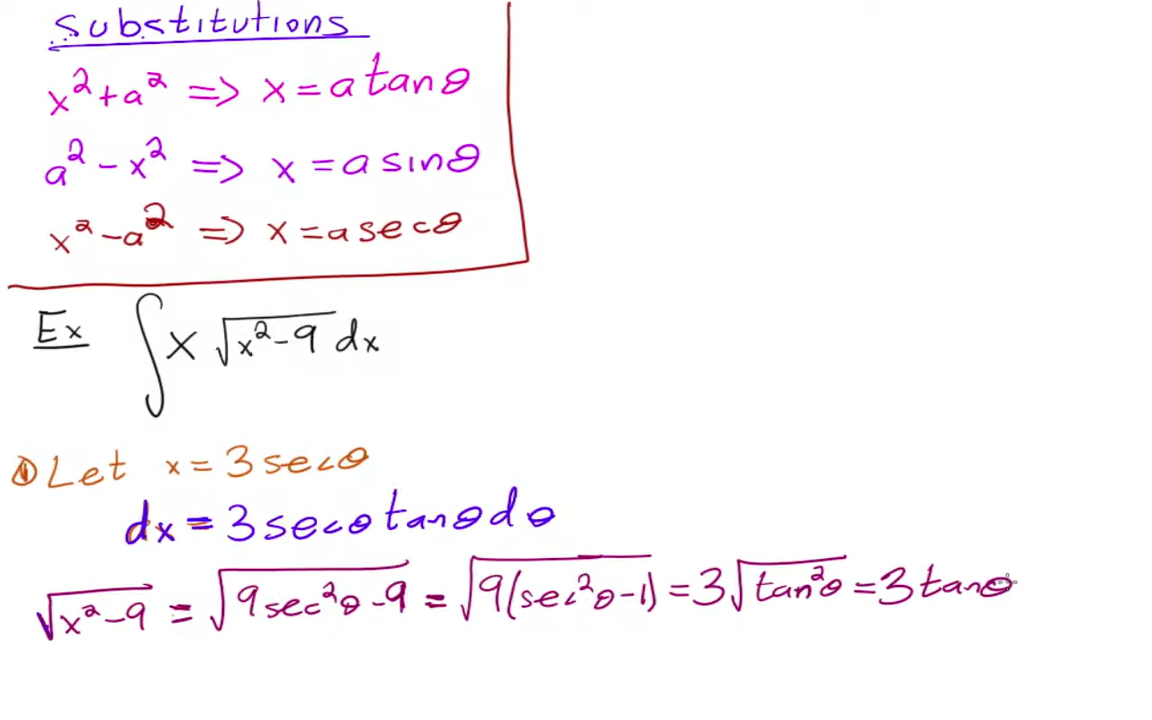 Substitutions
x²+a² => x=a tanθ
a²-x² => x=a sinθ
x²-a² => x=a secθ
Ex ∫x √(x²-9) dx
① Let x=3secθ
dx=3secθtanθdθ
√(x²-9) = √(9sec²θ-9) = √(9(sec²θ-1)) =3√(tan²θ) =3tanθ